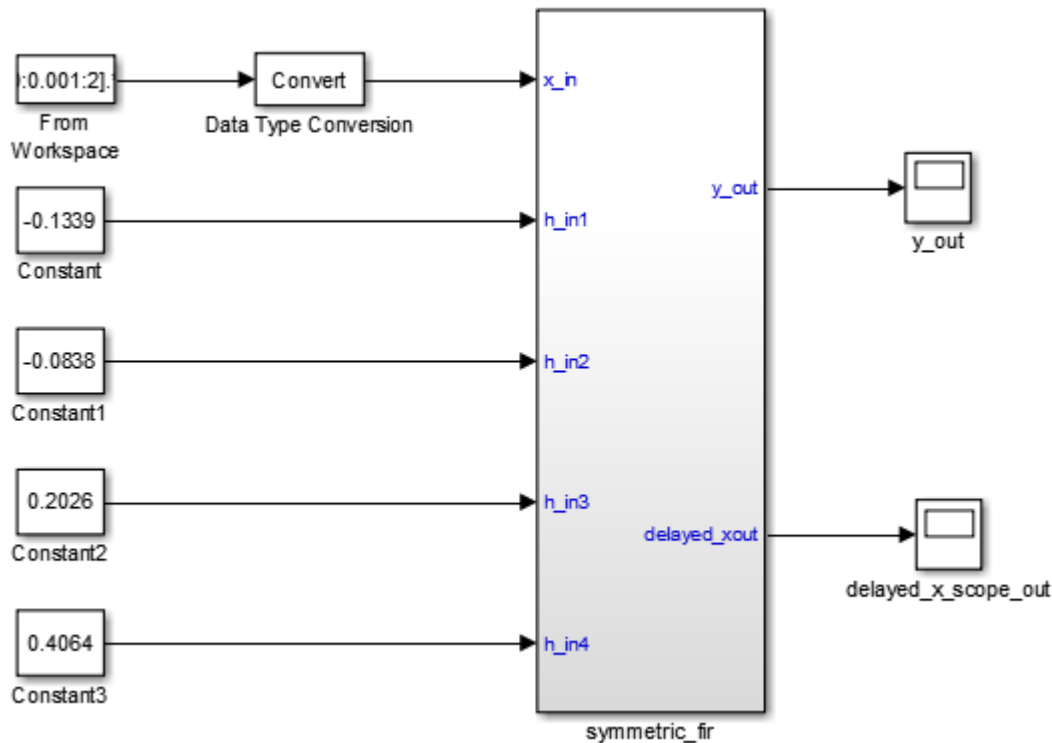 ):0.001:2].'
From
Workspace
Convert
Data Type Conversion
-0.1339
Constant
-0.0838
Constant1
0.2026
Constant2
0.4064
Constant3
x_in
h_in1
h_in2
h_in3
h_in4
y_out
delayed_xout
symmetric_fir
y_out
delayed_x_scope_out